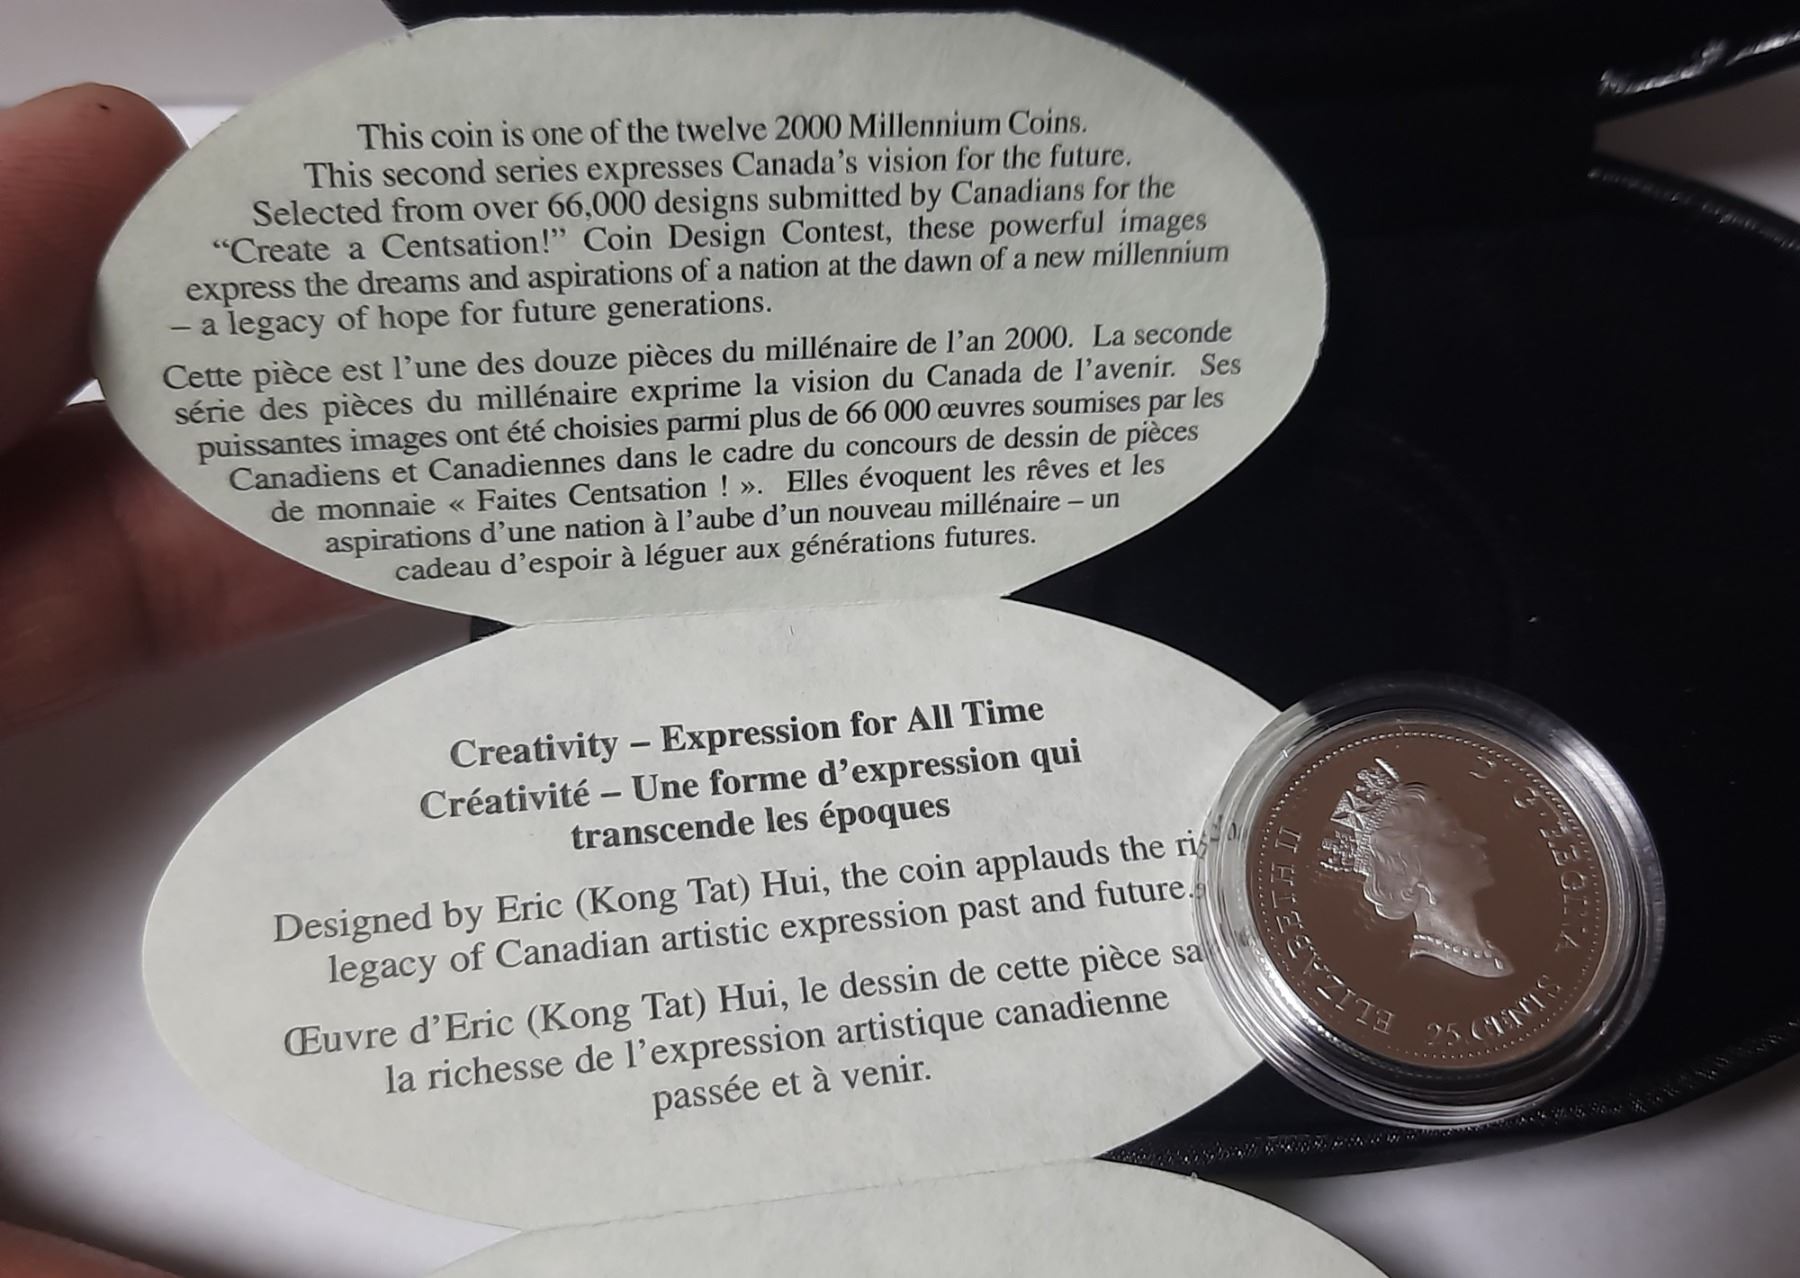 This coin is one of the twelve 2000 Millennium Coins.
This second series expresses Canada's vision for the future.
Selected from over 66,000 designs submitted by Canadians for the
“Create a Centsation!” Coin Design Contest, these powerful images
express the dreams and aspirations of a nation at the dawn of a new millennium
– a legacy of hope for future generations.
Cette pièce est l'une des douze pièces du millénaire de l'an 2000. La seconde
série des pièces du millénaire exprime la vision du Canada de l'avenir. Ses
puissantes images ont été choisies parmi plus de 66 000 œuvres soumises par les
Canadiens et Canadiennes dans le cadre du concours de dessin de pièces
de monnaie « Faites Centsation ! ». Elles évoquent les rêves et les
aspirations d'une nation à l'aube d'un nouveau millénaire – un
cadeau d'espoir à léguer aux générations futures.
Creativity – Expression for All Time
Créativité – Une forme d'expression qui
transcende les époques
Designed by Eric (Kong Tat) Hui, the coin applauds the
legacy of Canadian artistic expression past and future.
Œuvre d'Eric (Kong Tat) Hui, le dessin de cette pièce
la richesse de l'expression artistique canadienne
passée et à venir.
ELIZABETH II D·G·REGINA
25 CENTS